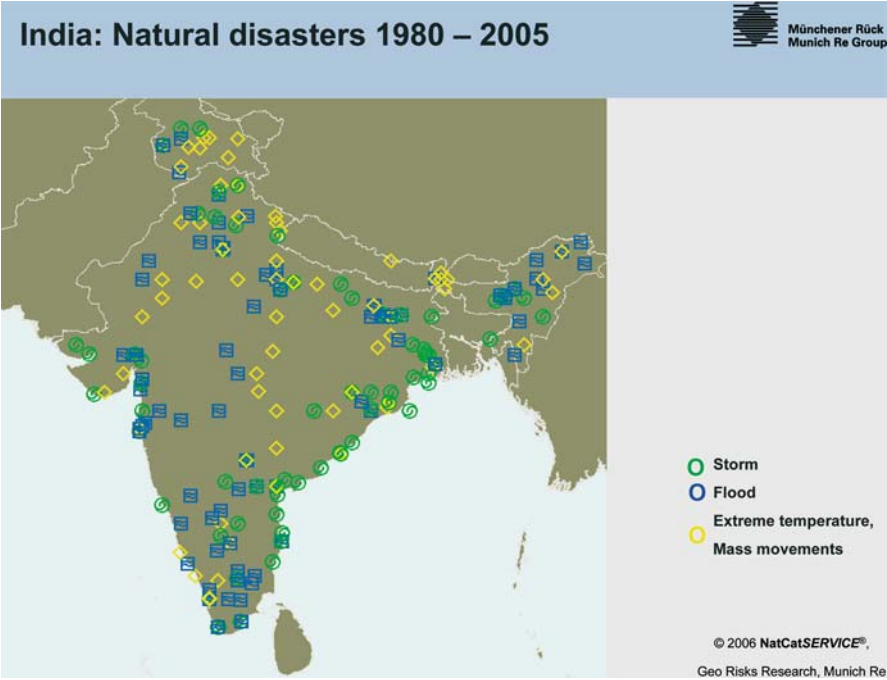 India: Natural disasters 1980 – 2005
Münchener Rück
Munich Re Group
Storm
Flood
Extreme temperature,
Mass movements
© 2006 NatCatSERVICE®,
Geo Risks Research, Munich Re